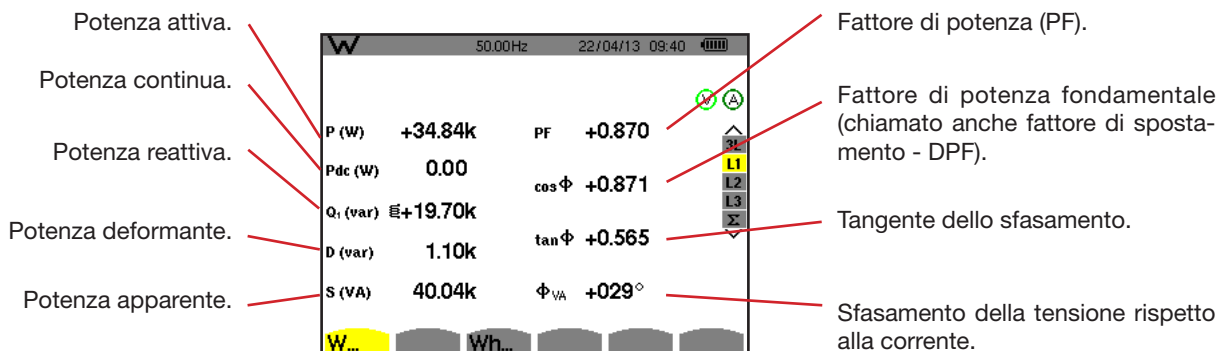 Potenza attiva.
Potenza continua.
Potenza reattiva.
Potenza deformante.
Potenza apparente.
W 50.00Hz 22/04/13 09:40
V A
P (W) +34.84k PF +0.870
Pdc (W) 0.00 cosΦ +0.871
Q₁ (var) +19.70k
D (var) 1.10k tanΦ +0.565
S (VA) 40.04k ΦVA +029°
3L
L1
L2
L3
Σ
W... Wh...
Fattore di potenza (PF).
Fattore di potenza fondamentale
(chiamato anche fattore di sposta-
mento - DPF).
Tangente dello sfasamento.
Sfasamento della tensione rispetto
alla corrente.